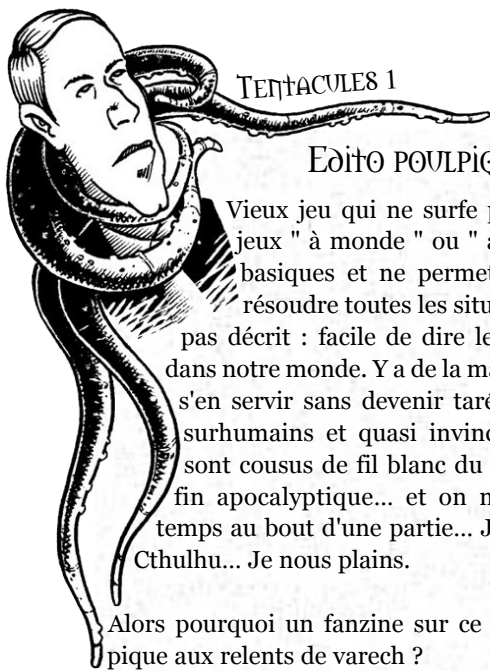 TENTACULES 1
EDITO POULPIQ
Vieux jeu qui ne surfe p
jeux " à monde " ou " a
basiques et ne permet
résoudre toutes les situ
pas décrit : facile de dire le
dans notre monde. Y a de la ma
s'en servir sans devenir taré
surhumains et quasi invinc
sont cousus de fil blanc du
fin apocalyptique... et on m
temps au bout d'une partie... J
Cthulhu... Je nous plains.
Alors pourquoi un fanzine sur ce
pique aux relents de varech ?